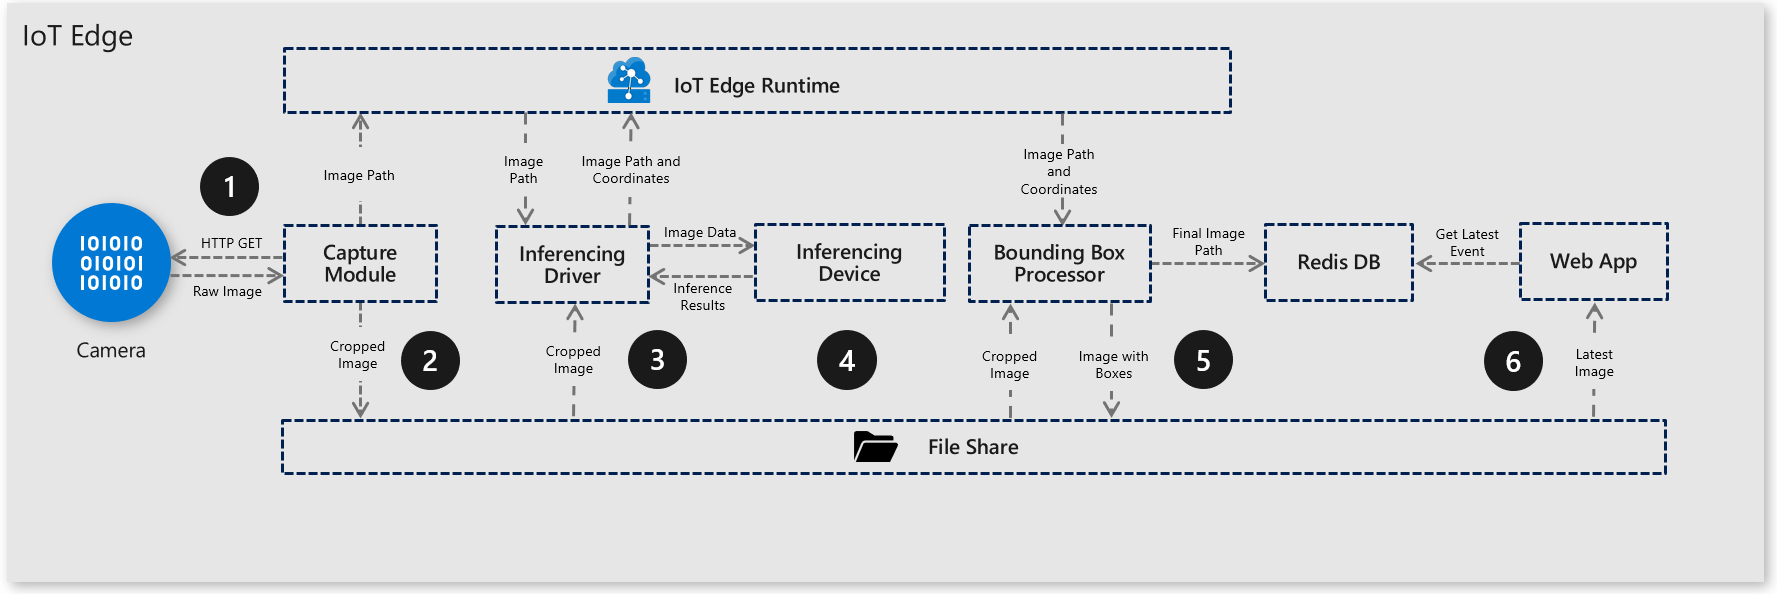 IoT Edge
IoT Edge Runtime
Image Path
Image
Path
Image Path and
Coordinates
Image Path
and
Coordinates
1
IOIOIO
OIOIOI
IOIOIO
Camera
HTTP GET
Raw Image
Capture
Module
Inferencing
Driver
Image Data
Inference
Results
Inferencing
Device
Bounding Box
Processor
Final Image
Path
Redis DB
Get Latest
Event
Web App
Cropped
Image
2
Cropped
Image
3
4
Cropped
Image
Image with
Boxes
5
6
Latest
Image
File Share